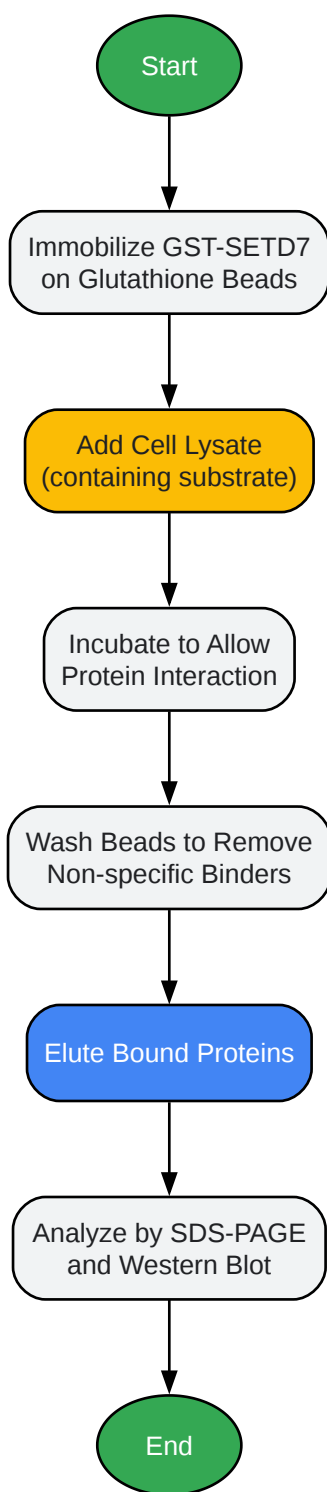 Start
Immobilize GST-SETD7
on Glutathione Beads
Add Cell Lysate
(containing substrate)
Incubate to Allow
Protein Interaction
Wash Beads to Remove
Non-specific Binders
Elute Bound Proteins
Analyze by SDS-PAGE
and Western Blot
End